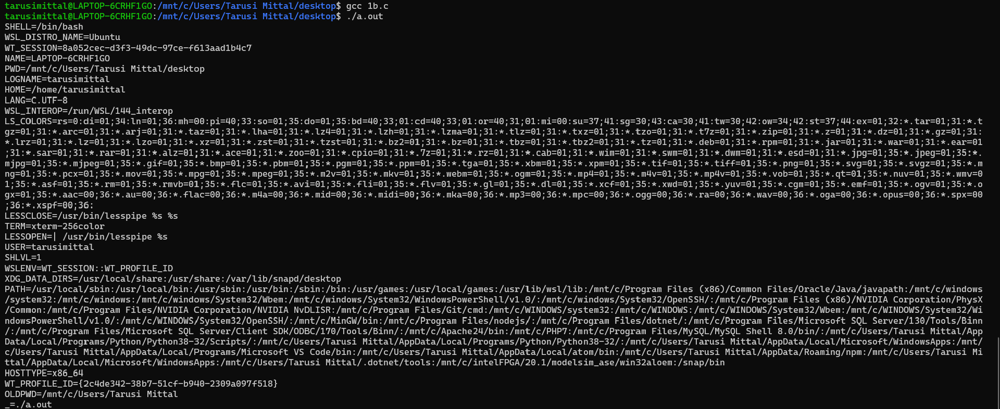 tarusimittal@LAPTOP-6CRHF1GO:/mnt/c/Users/Tarusi Mittal/desktop$ gcc 1b.c
tarusimittal@LAPTOP-6CRHF1GO:/mnt/c/Users/Tarusi Mittal/desktop$ ./a.out
SHELL=/bin/bash
WSL_DISTRO_NAME=Ubuntu
WT_SESSION=8a052cec-d3f3-49dc-97ce-f613aad1b4c7
NAME=LAPTOP-6CRHF1GO
PWD=/mnt/c/Users/Tarusi Mittal/desktop
LOGNAME=tarusimittal
HOME=/home/tarusimittal
LANG=C.UTF-8
WSL_INTEROP=/run/WSL/144_interop
LS_COLORS=rs=0:di=01;34:ln=01;36:mh=00:pi=40;33:so=01;35:do=01;35:bd=40;33;01:cd=40;33;01:or=40;31;01:mi=00:su=37;41:sg=30;43:ca=30;41:tw=30;42:ow=34;42:st=37;44:ex=01;32:*.tar=01;31:*.t
gz=01;31:*.arc=01;31:*.arj=01;31:*.taz=01;31:*.lha=01;31:*.lz4=01;31:*.lzh=01;31:*.lzma=01;31:*.tlz=01;31:*.txz=01;31:*.tzo=01;31:*.t7z=01;31:*.zip=01;31:*.z=01;31:*.dz=01;31:*.gz=01;31:
*.lrz=01;31:*.lz=01;31:*.lzo=01;31:*.xz=01;31:*.zst=01;31:*.tzst=01;31:*.bz2=01;31:*.bz=01;31:*.tbz=01;31:*.tbz2=01;31:*.tz=01;31:*.deb=01;31:*.rpm=01;31:*.jar=01;31:*.war=01;31:*.ear=01
;31:*.sar=01;31:*.rar=01;31:*.alz=01;31:*.ace=01;31:*.zoo=01;31:*.cpio=01;31:*.7z=01;31:*.rz=01;31:*.cab=01;31:*.wim=01;31:*.swm=01;31:*.dwm=01;31:*.esd=01;31:*.jpg=01;35:*.jpeg=01;35:*.
mjpg=01;35:*.mjpeg=01;35:*.gif=01;35:*.bmp=01;35:*.pbm=01;35:*.pgm=01;35:*.ppm=01;35:*.tga=01;35:*.xbm=01;35:*.xpm=01;35:*.tif=01;35:*.tiff=01;35:*.png=01;35:*.svg=01;35:*.svgz=01;35:*.m
ng=01;35:*.pcx=01;35:*.mov=01;35:*.mpg=01;35:*.mpeg=01;35:*.m2v=01;35:*.mkv=01;35:*.webm=01;35:*.ogm=01;35:*.mp4=01;35:*.m4v=01;35:*.mp4v=01;35:*.vob=01;35:*.qt=01;35:*.nuv=01;35:*.wmv=0
1;35:*.asf=01;35:*.rm=01;35:*.rmvb=01;35:*.flc=01;35:*.avi=01;35:*.fli=01;35:*.flv=01;35:*.gl=01;35:*.dl=01;35:*.xcf=01;35:*.xwd=01;35:*.yuv=01;35:*.cgm=01;35:*.emf=01;35:*.ogv=01;35:*.o
gx=01;35:*.aac=00;36:*.au=00;36:*.flac=00;36:*.m4a=00;36:*.mid=00;36:*.midi=00;36:*.mka=00;36:*.mp3=00;36:*.mpc=00;36:*.ogg=00;36:*.ra=00;36:*.wav=00;36:*.oga=00;36:*.opus=00;36:*.spx=00
;36:*.xspf=00;36:
LESSCLOSE=/usr/bin/lesspipe %s %s
TERM=xterm-256color
LESSOPEN=| /usr/bin/lesspipe %s
USER=tarusimittal
SHLVL=1
WSLENV=WT_SESSION::WT_PROFILE_ID
XDG_DATA_DIRS=/usr/local/share:/usr/share:/var/lib/snapd/desktop
PATH=/usr/local/sbin:/usr/local/bin:/usr/sbin:/usr/bin:/sbin:/bin:/usr/games:/usr/local/games:/usr/lib/wsl/lib:/mnt/c/Program Files (x86)/Common Files/Oracle/Java/javapath:/mnt/c/windows
/system32:/mnt/c/windows:/mnt/c/windows/System32/Wbem:/mnt/c/windows/System32/WindowsPowerShell/v1.0/:/mnt/c/windows/System32/OpenSSH/:/mnt/c/Program Files (x86)/NVIDIA Corporation/PhysX
/Common:/mnt/c/Program Files/NVIDIA Corporation/NVIDIA NvDLISR:/mnt/c/Program Files/Git/cmd:/mnt/c/WINDOWS/system32:/mnt/c/WINDOWS:/mnt/c/WINDOWS/System32/Wbem:/mnt/c/WINDOWS/System32/Wi
ndowsPowerShell/v1.0/:/mnt/c/WINDOWS/System32/OpenSSH/:/mnt/c/MinGW/bin:/mnt/c/Program Files/nodejs/:/mnt/c/Program Files/dotnet/:/mnt/c/Program Files/Microsoft SQL Server/130/Tools/Binn
/:/mnt/c/Program Files/Microsoft SQL Server/Client SDK/ODBC/170/Tools/Binn/:/mnt/c/Apache24/bin:/mnt/c/PHP7:/mnt/c/Program Files/MySQL/MySQL Shell 8.0/bin/:/mnt/c/Users/Tarusi Mittal/App
Data/Local/Programs/Python/Python38-32/Scripts/:/mnt/c/Users/Tarusi Mittal/AppData/Local/Programs/Python/Python38-32/:/mnt/c/Users/Tarusi Mittal/AppData/Local/Microsoft/WindowsApps:/mnt/
c/Users/Tarusi Mittal/AppData/Local/Programs/Microsoft VS Code/bin:/mnt/c/Users/Tarusi Mittal/AppData/Local/atom/bin:/mnt/c/Users/Tarusi Mittal/AppData/Roaming/npm:/mnt/c/Users/Tarusi Mi
ttal/AppData/Local/Microsoft/WindowsApps:/mnt/c/Users/Tarusi Mittal/.dotnet/tools:/mnt/c/intelFPGA/20.1/modelsim_ase/win32aloem:/snap/bin
HOSTTYPE=x86_64
WT_PROFILE_ID={2c4de342-38b7-51cf-b940-2309a097f518}
OLDPWD=/mnt/c/Users/Tarusi Mittal
_=./a.out